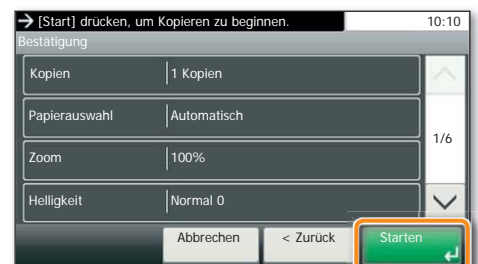 → [Start] drücken, um Kopieren zu beginnen. 10:10
Bestätigung
Kopien 1 Kopien
Papierauswahl Automatisch
1/6
Zoom 100%
Helligkeit Normal 0
Abbrechen < Zurück Starten